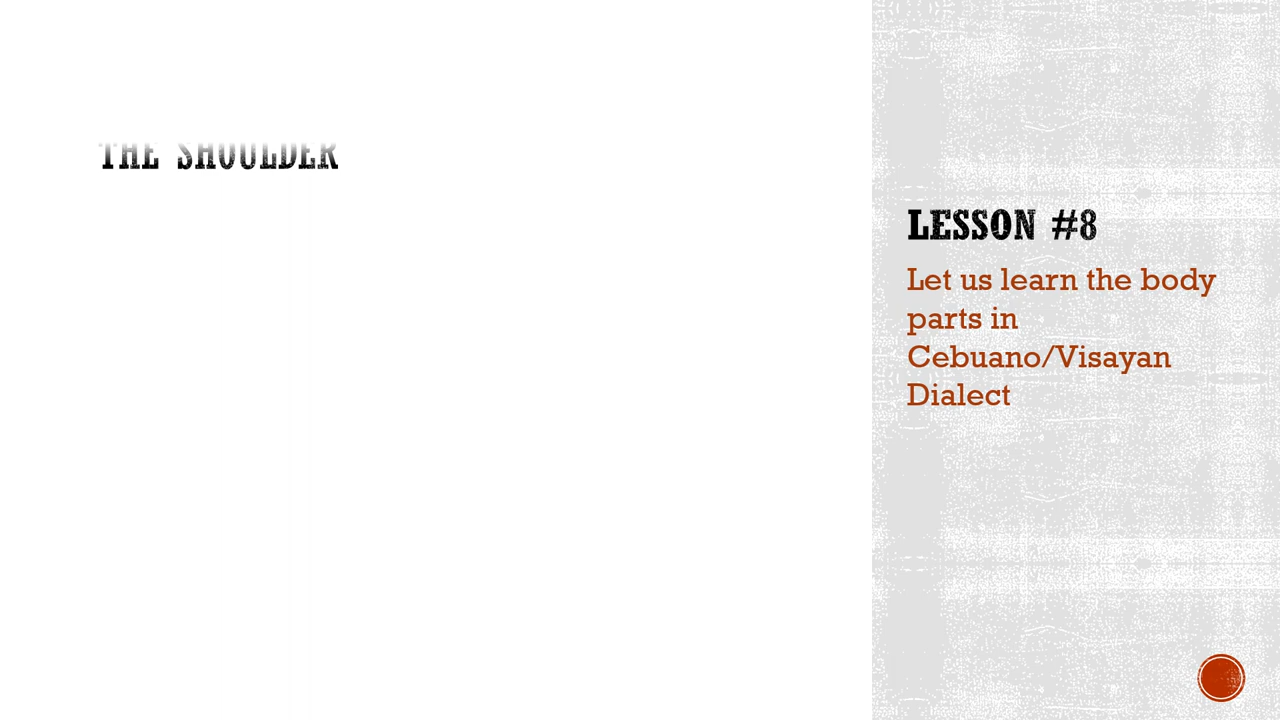 THE SHOULDER
LESSON #8
Let us learn the body
parts in
Cebuano/Visayan
Dialect